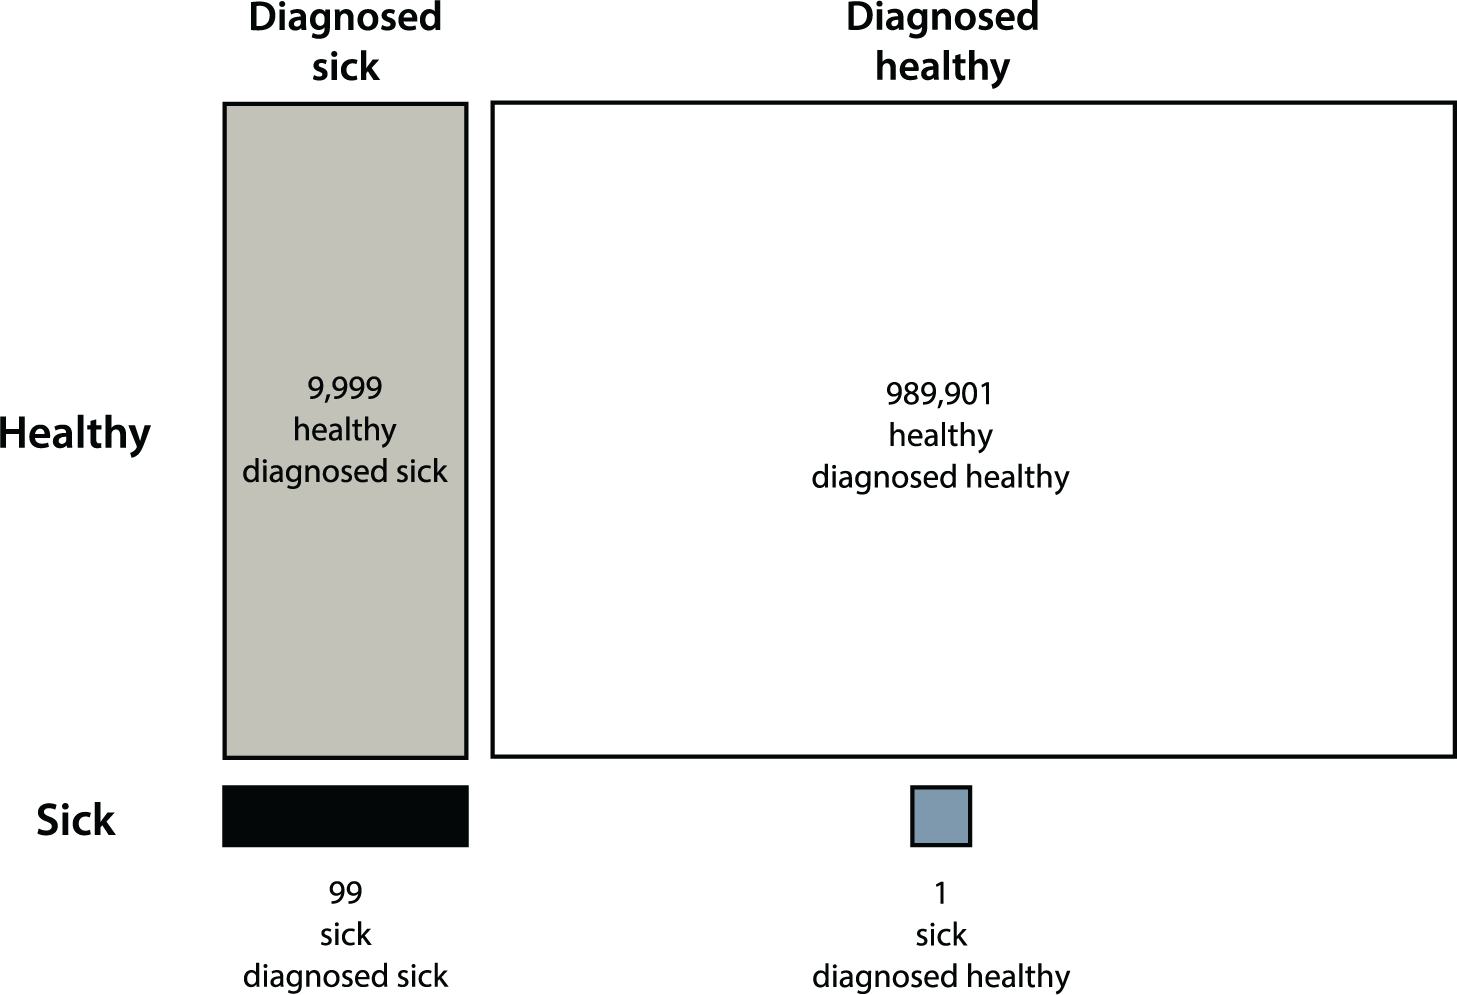 Diagnosed
sick
Diagnosed
healthy
Healthy
9,999
healthy
diagnosed sick
989,901
healthy
diagnosed healthy
Sick
99
sick
diagnosed sick
1
sick
diagnosed healthy